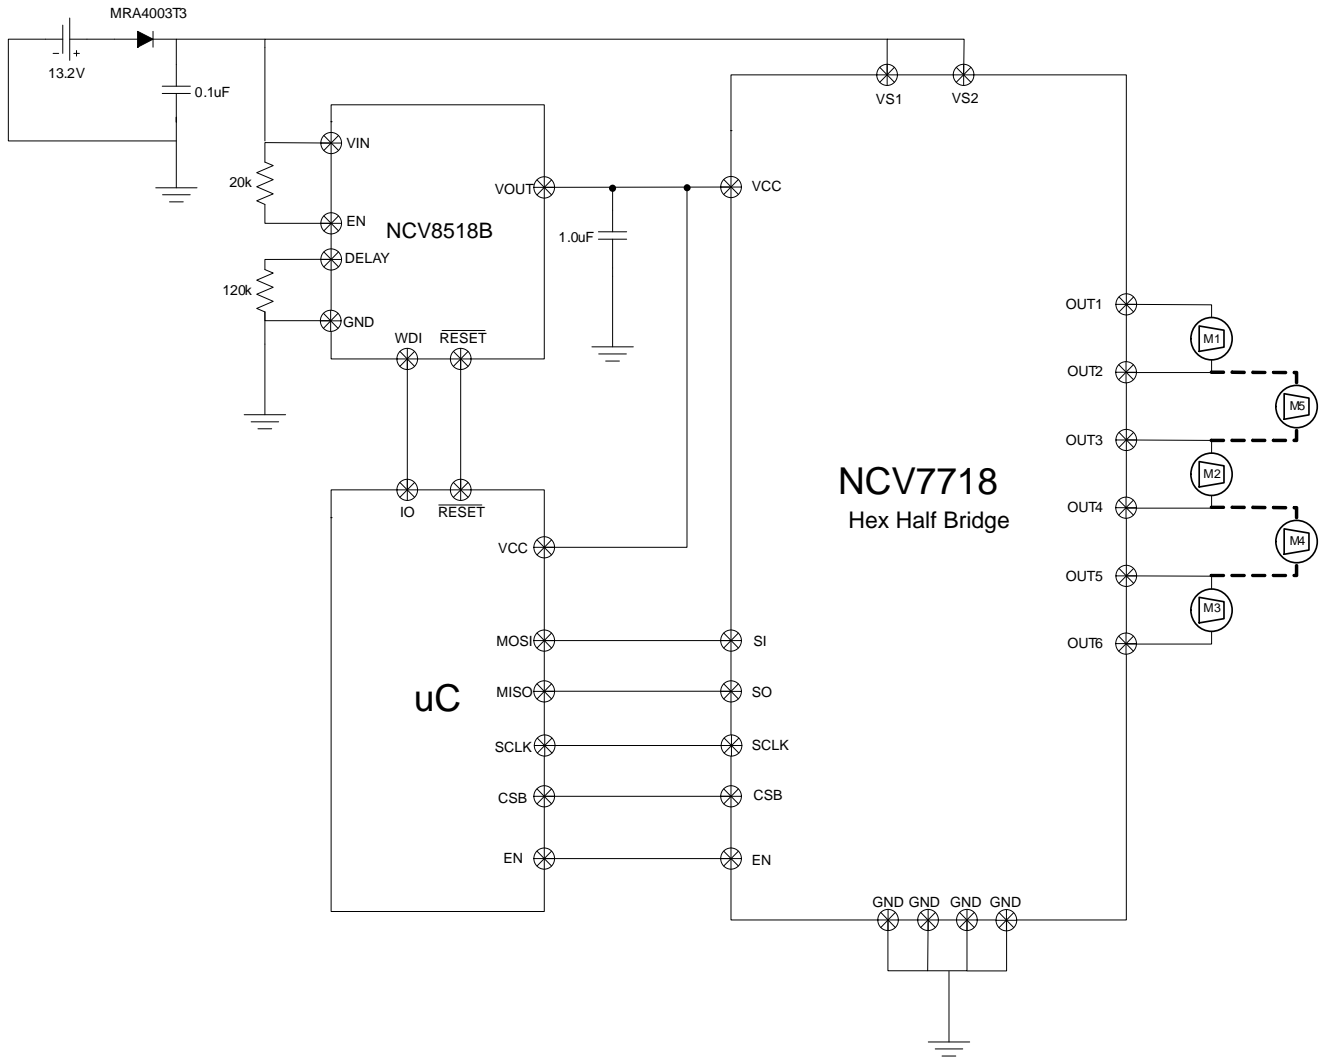 MRA4003T3
− +
13.2V
0.1uF
VS1
VS2
VIN
20k
EN
DELAY
120k
GND
NCV8518B
VOUT
WDI
RESET
1.0uF
VCC
IO
RESET
VCC
MOSI
MISO
SCLK
CSB
EN
uC
SI
SO
SCLK
CSB
EN
NCV7718
Hex Half Bridge
OUT1
OUT2
OUT3
OUT4
OUT5
OUT6
M1
M5
M2
M4
M3
GND GND GND GND